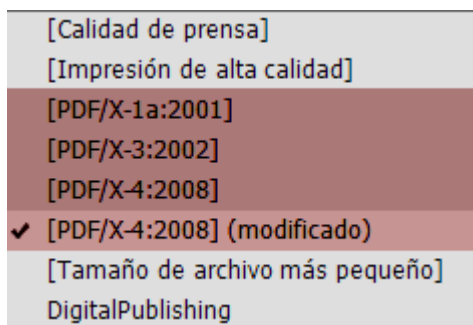 [Calidad de prensa]
[Impresión de alta calidad]
[PDF/X-1a:2001]
[PDF/X-3:2002]
[PDF/X-4:2008]
[PDF/X-4:2008] (modificado)
[Tamaño de archivo más pequeño]
DigitalPublishing